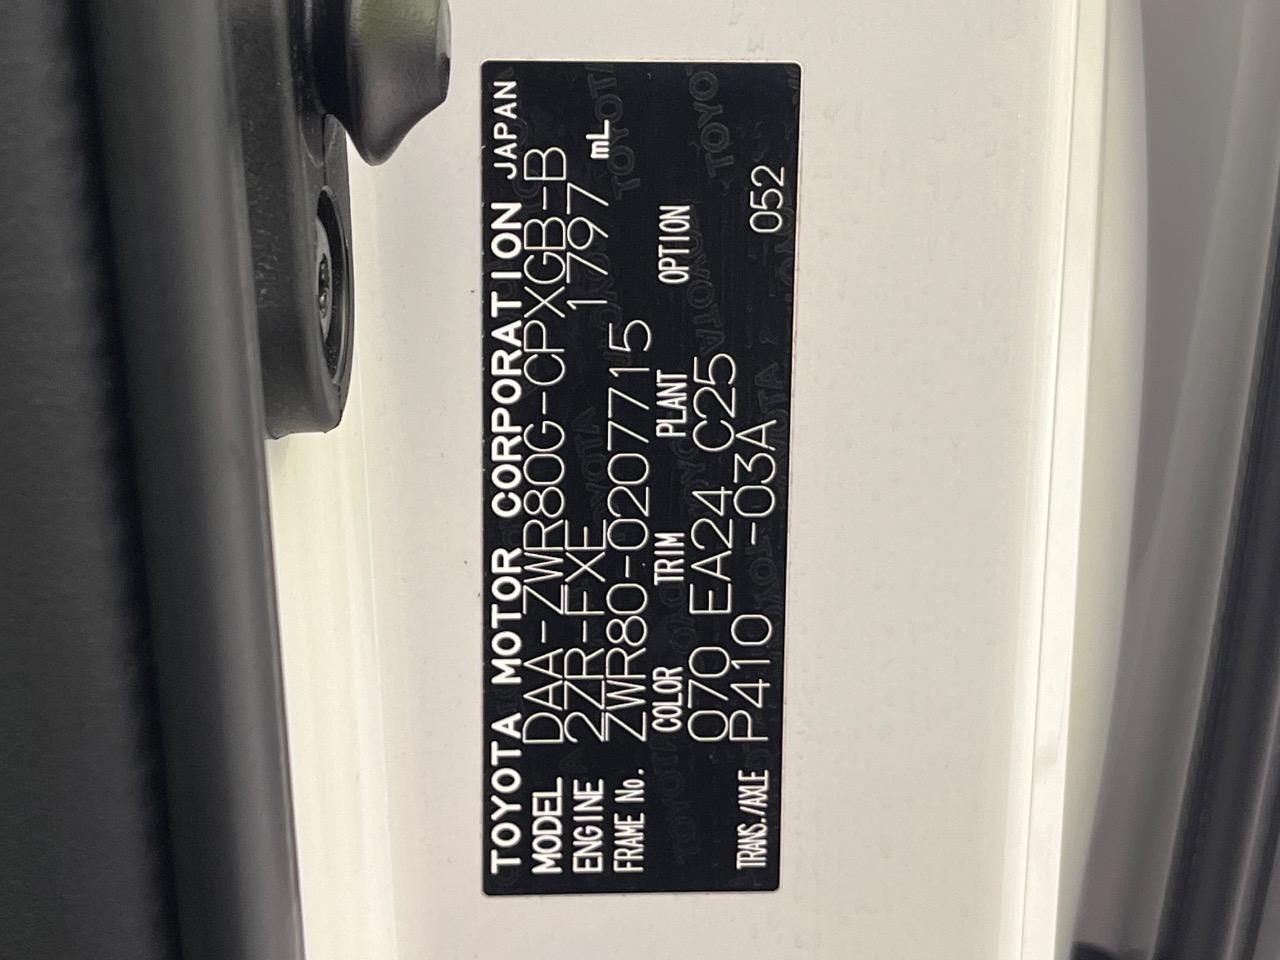 TOYOTA MOTOR CORPORATION JAPAN
MODEL DAA-ZWR80G-CPXGB-B
ENGINE 2ZR-FXE 1797 mL
FRAME No. ZWR80-0207715
COLOR TRIM PLANT OPTION
070 EA24 C25
TRANS./AXLE P410 -03A 052